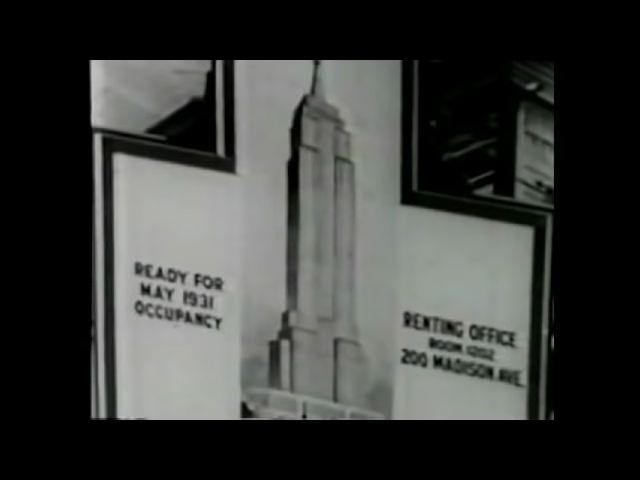 READY FOR
MAY 1931
OCCUPANCY
RENTING OFFICE
ROOM 1202
200 MADISON AVE.